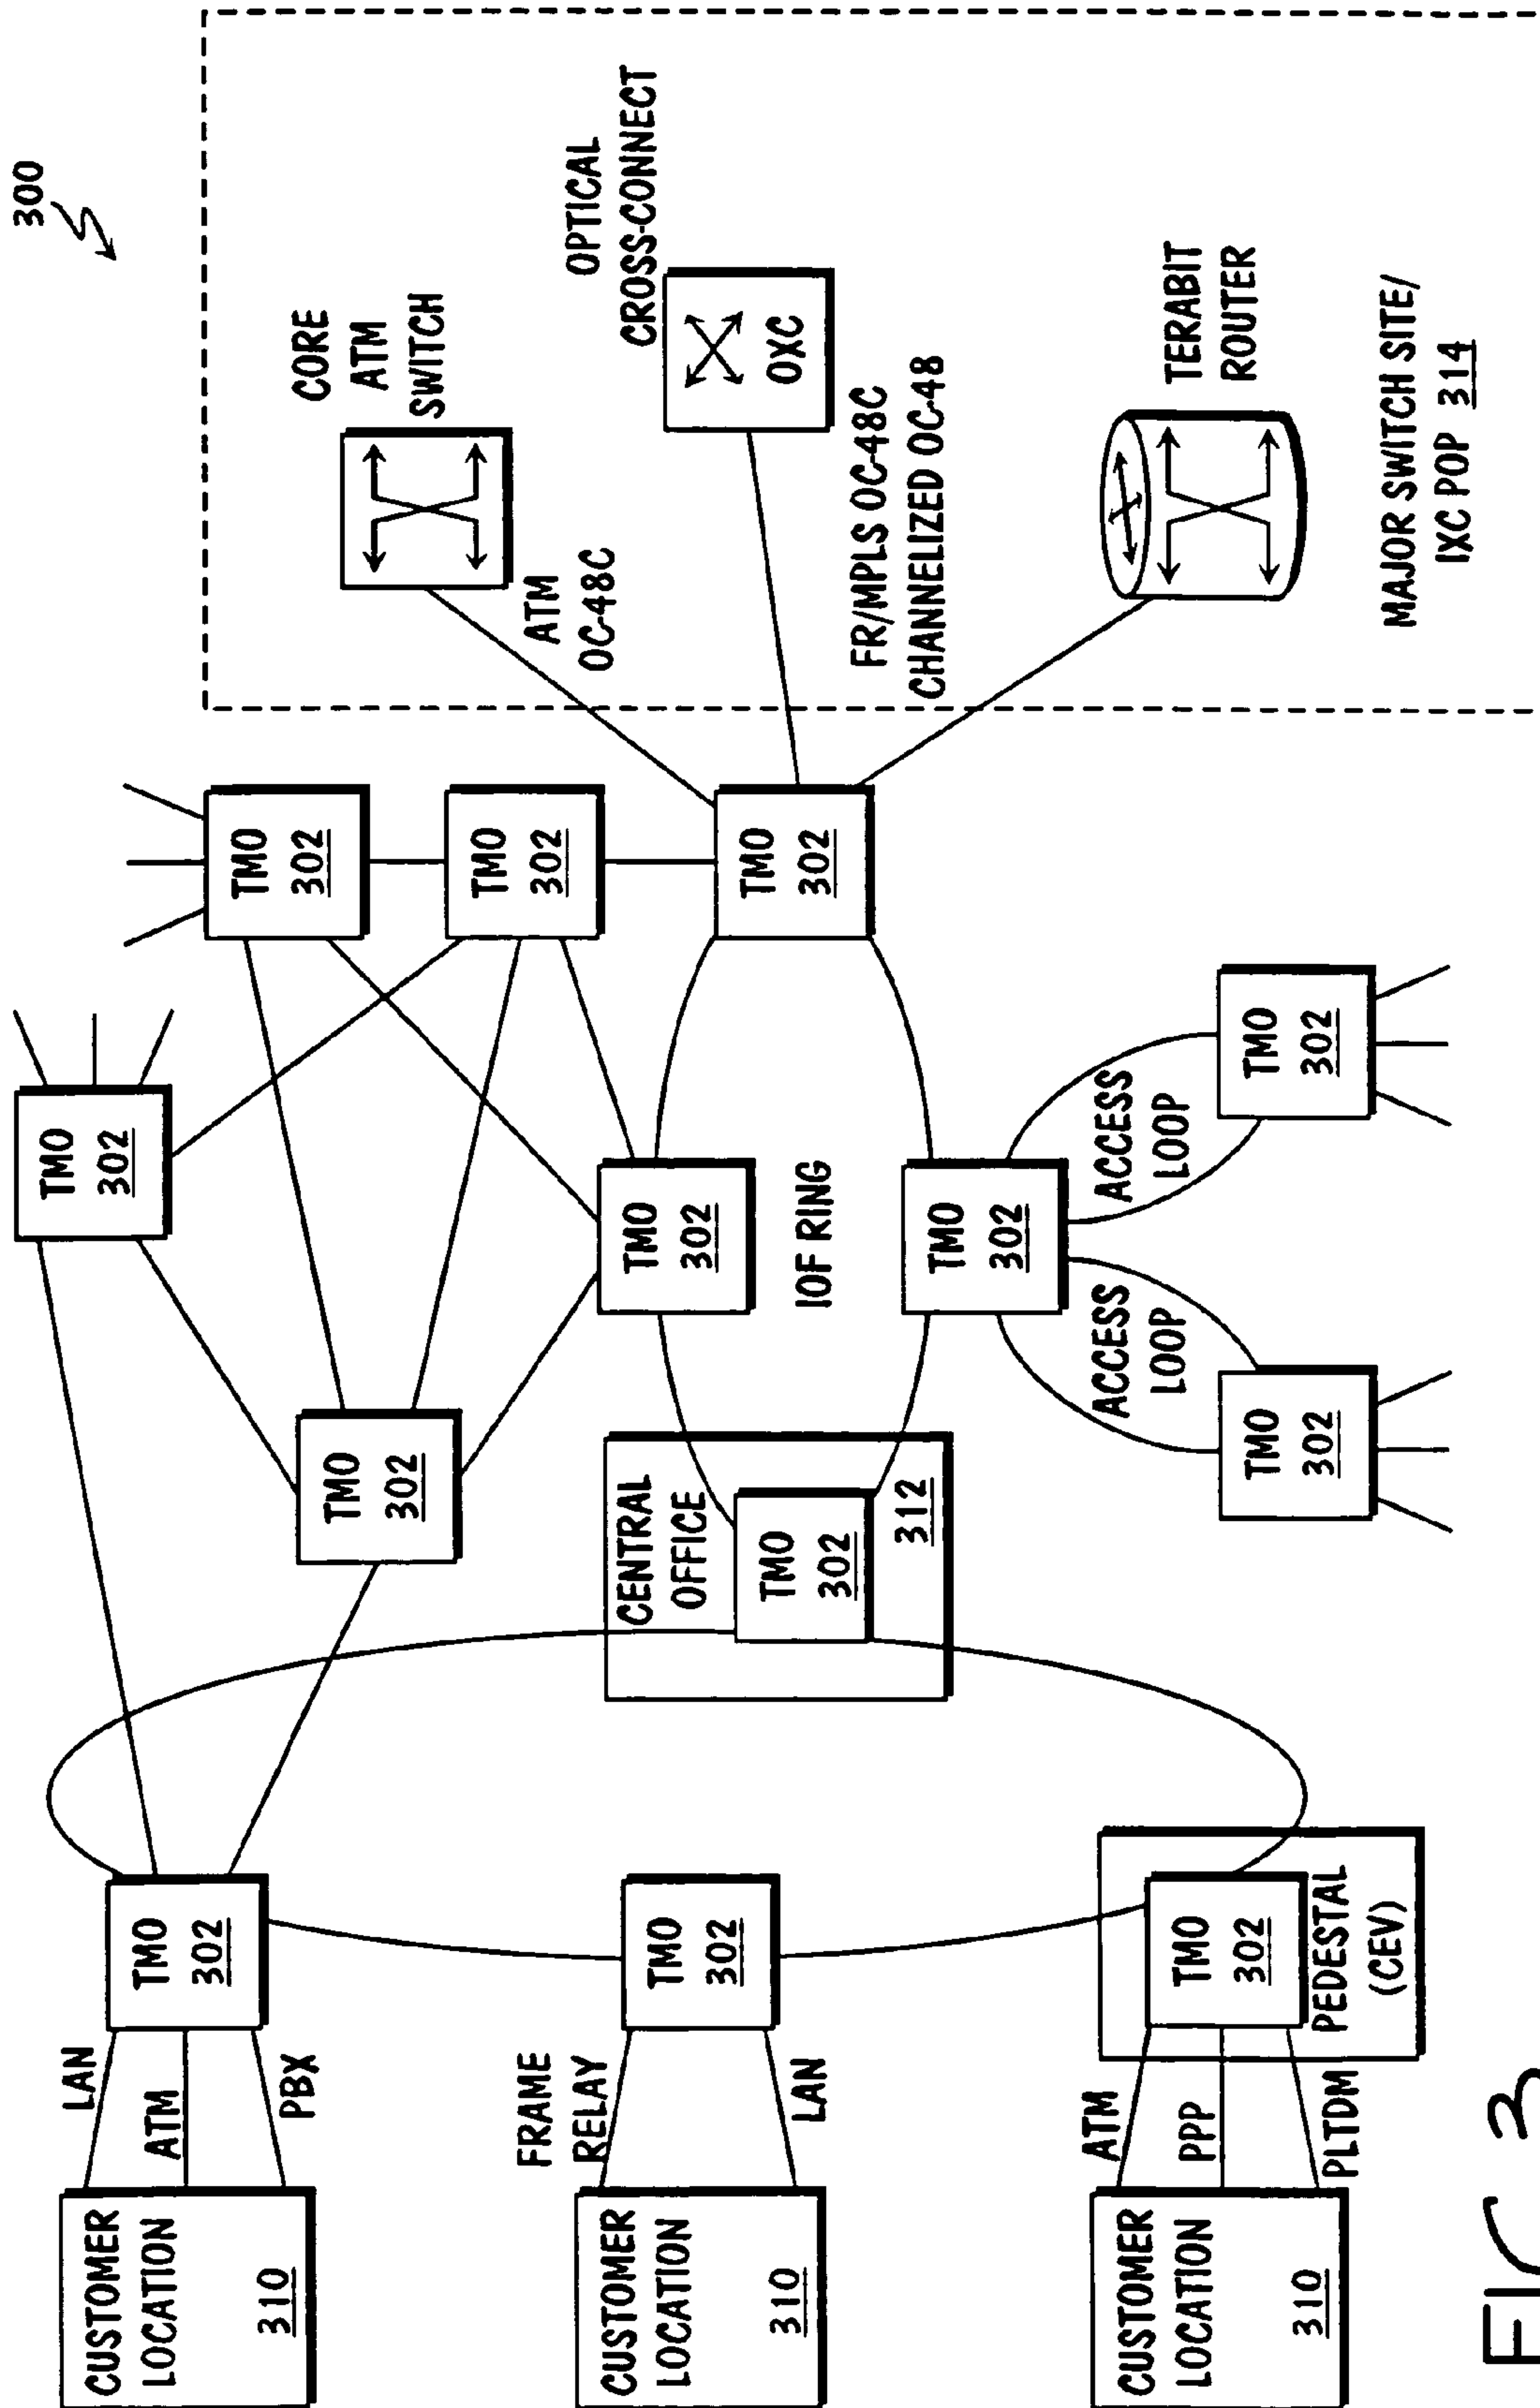 300
CORE
ATM
SWITCH
OPTICAL
CROSS-CONNECT
OXC
TERABIT
ROUTER
MAJOR SWITCH SITE/
IXC POP 314
ATM
OC-48C
FR/MPLS OC-48C
CHANNELIZED OC-48
TMO
302
TMO
302
TMO
302
TMO
302
TMO
302
TMO
302
TMO
302
IOF RING
ACCESS
LOOP
ACCESS
LOOP
TMO
302
TMO
302
CENTRAL
OFFICE
TMO
302
312
TMO
302
TMO
302
TMO
302
PEDESTAL
(CEV)
LAN
ATM
PBX
FRAME
RELAY
LAN
ATM
PPP
PLTDM
CUSTOMER
LOCATION
310
CUSTOMER
LOCATION
310
CUSTOMER
LOCATION
310
FIG 3